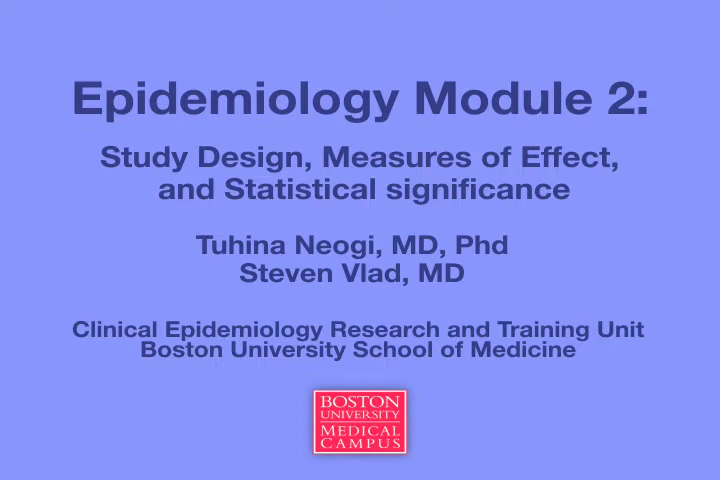 Epidemiology Module 2:
Study Design, Measures of Effect,
and Statistical significance
Tuhina Neogi, MD, Phd
Steven Vlad, MD
Clinical Epidemiology Research and Training Unit
Boston University School of Medicine
BOSTON
UNIVERSITY
MEDICAL
CAMPUS